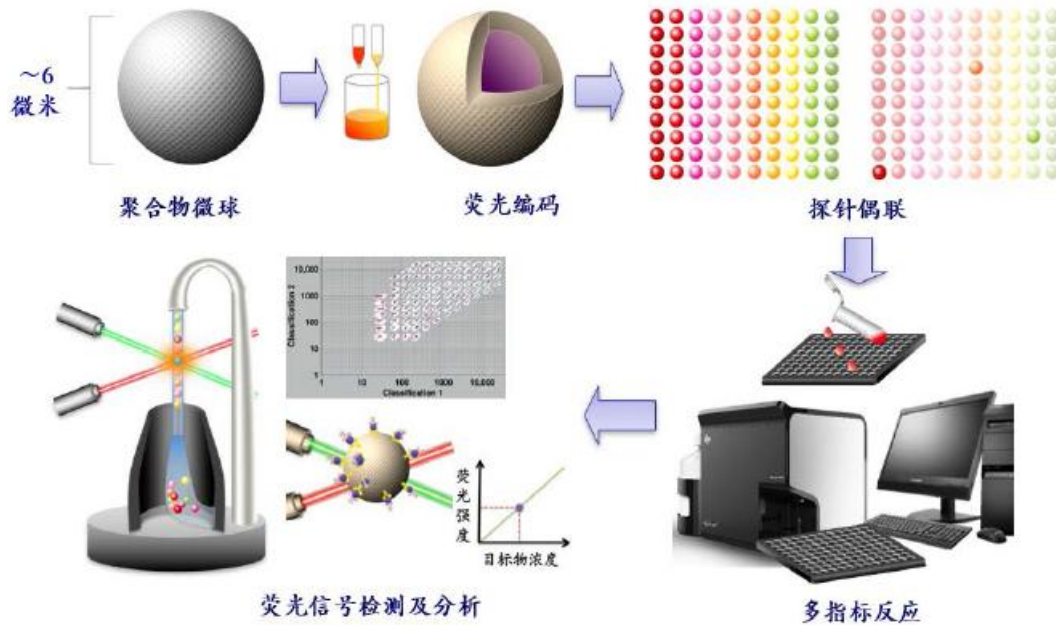 ~6
微米
聚合物微球
荧光编码
探针偶联
10,000
1000
100
10
1
Classification 2
1
10
100
1000
10,000
Classification 1
荧光强度
目标物浓度
荧光信号检测及分析
多指标反应